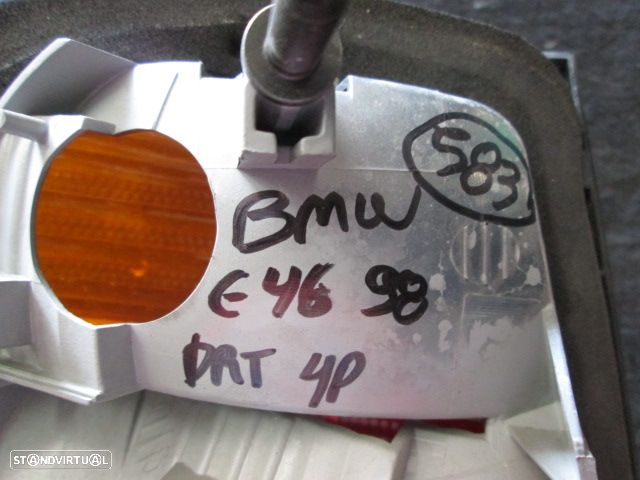 583
BMW
E46 98
DRT 4P
STANDVIRTUAL